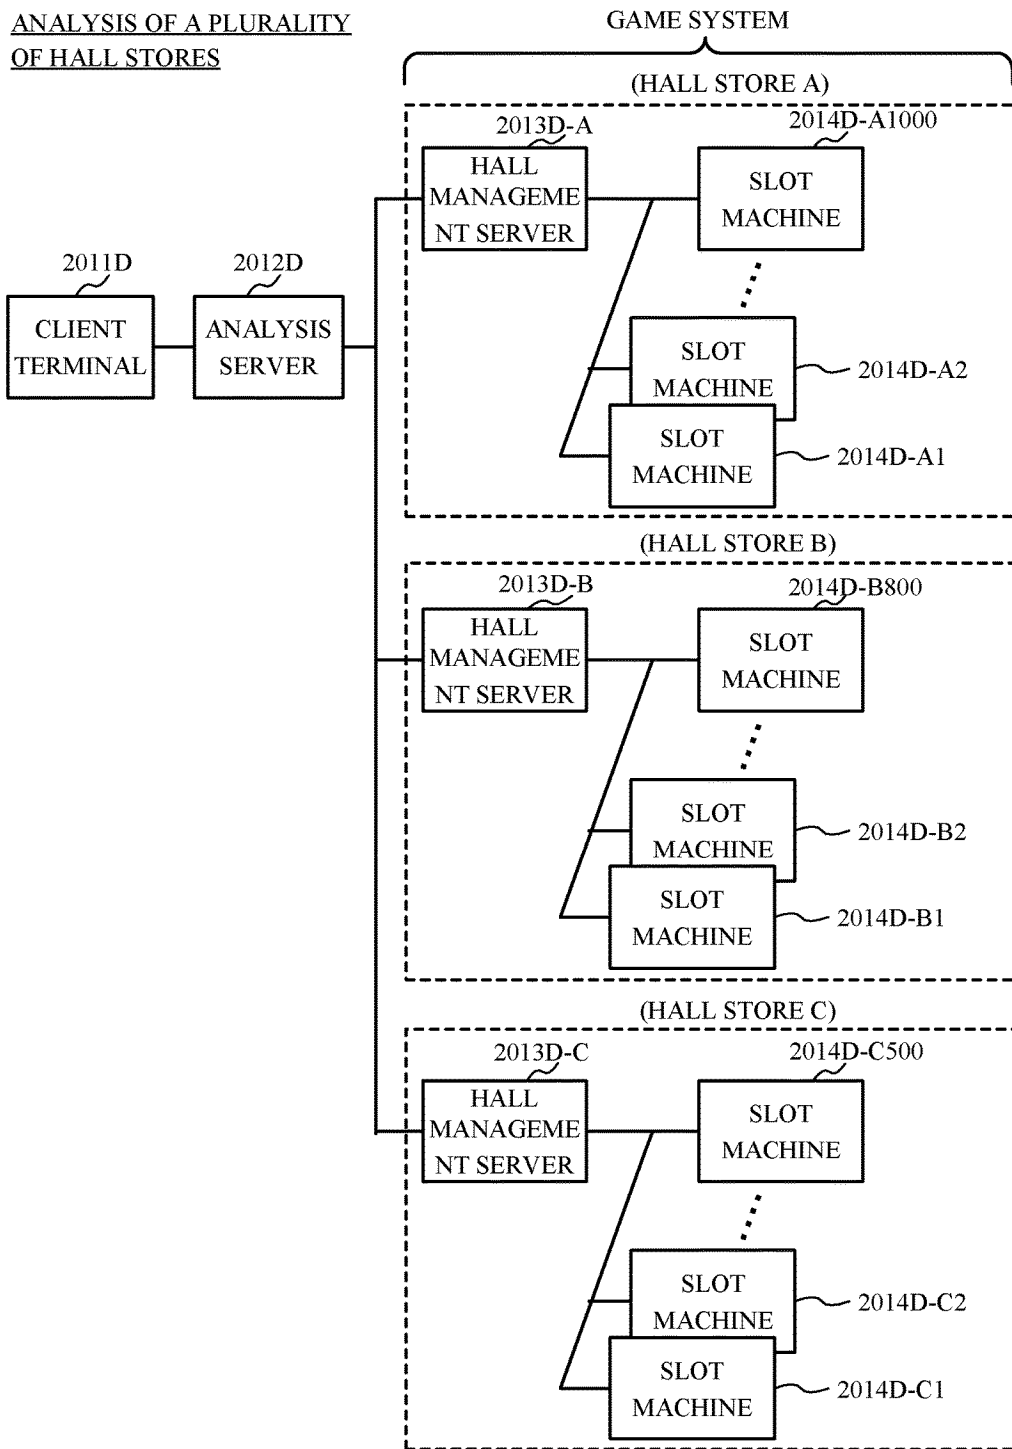 ANALYSIS OF A PLURALITY
OF HALL STORES
GAME SYSTEM
(HALL STORE A)
2013D-A
2014D-A1000
HALL
MANAGEME
NT SERVER
SLOT
MACHINE
2011D
2012D
CLIENT
TERMINAL
ANALYSIS
SERVER
SLOT
MACHINE
2014D-A2
SLOT
MACHINE
2014D-A1
(HALL STORE B)
2013D-B
2014D-B800
HALL
MANAGEME
NT SERVER
SLOT
MACHINE
SLOT
MACHINE
2014D-B2
SLOT
MACHINE
2014D-B1
(HALL STORE C)
2013D-C
2014D-C500
HALL
MANAGEME
NT SERVER
SLOT
MACHINE
SLOT
MACHINE
2014D-C2
SLOT
MACHINE
2014D-C1